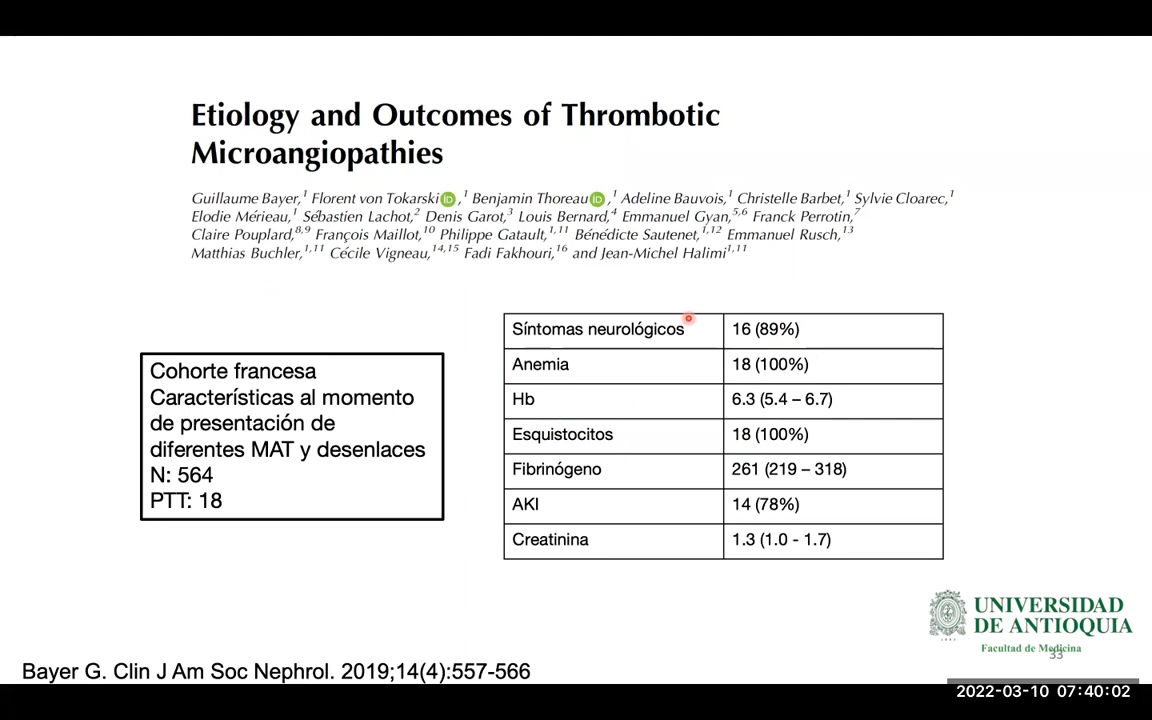 Etiology and Outcomes of Thrombotic
Microangiopathies
Guillaume Bayer,1 Florent von Tokarski iD,1 Benjamin Thoreau iD,1 Adeline Bauvois,1 Christelle Barbet,1 Sylvie Cloarec,1
Elodie Mérieau,1 Sébastien Lachot,2 Denis Garot,3 Louis Bernard,4 Emmanuel Gyan,5,6 Franck Perrotin,7
Claire Pouplard,8,9 François Maillot,10 Philippe Gatault,1,11 Bénédicte Sautenet,1,12 Emmanuel Rusch,13
Matthias Buchler,1,11 Cécile Vigneau,14,15 Fadi Fakhouri,16 and Jean-Michel Halimi1,11
Cohorte francesa
Características al momento
de presentación de
diferentes MAT y desenlaces
N: 564
PTT: 18
Síntomas neurológicos 16 (89%)
Anemia 18 (100%)
Hb 6.3 (5.4 – 6.7)
Esquistocitos 18 (100%)
Fibrinógeno 261 (219 – 318)
AKI 14 (78%)
Creatinina 1.3 (1.0 - 1.7)
UNIVERSIDAD
DE ANTIOQUIA
Facultad de Medicina
33
Bayer G. Clin J Am Soc Nephrol. 2019;14(4):557-566
2022-03-10 07:40:02